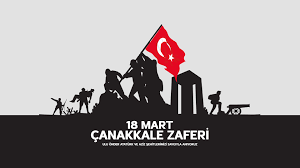 18 MART
ÇANAKKALE ZAFERİ
ULU ÖNDER ATATÜRK VE AZİZ ŞEHİTLERİMİZİ SAYGIYLA ANIYORUZ